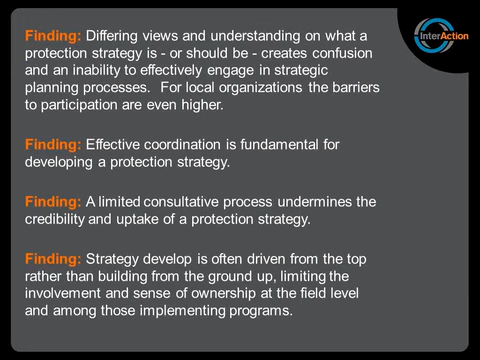 InterAction
Finding: Differing views and understanding on what a
protection strategy is - or should be - creates confusion
and an inability to effectively engage in strategic
planning processes.  For local organizations the barriers
to participation are even higher.
Finding: Effective coordination is fundamental for
developing a protection strategy.
Finding: A limited consultative process undermines the
credibility and uptake of a protection strategy.
Finding: Strategy develop is often driven from the top
rather than building from the ground up, limiting the
involvement and sense of ownership at the field level
and among those implementing programs.